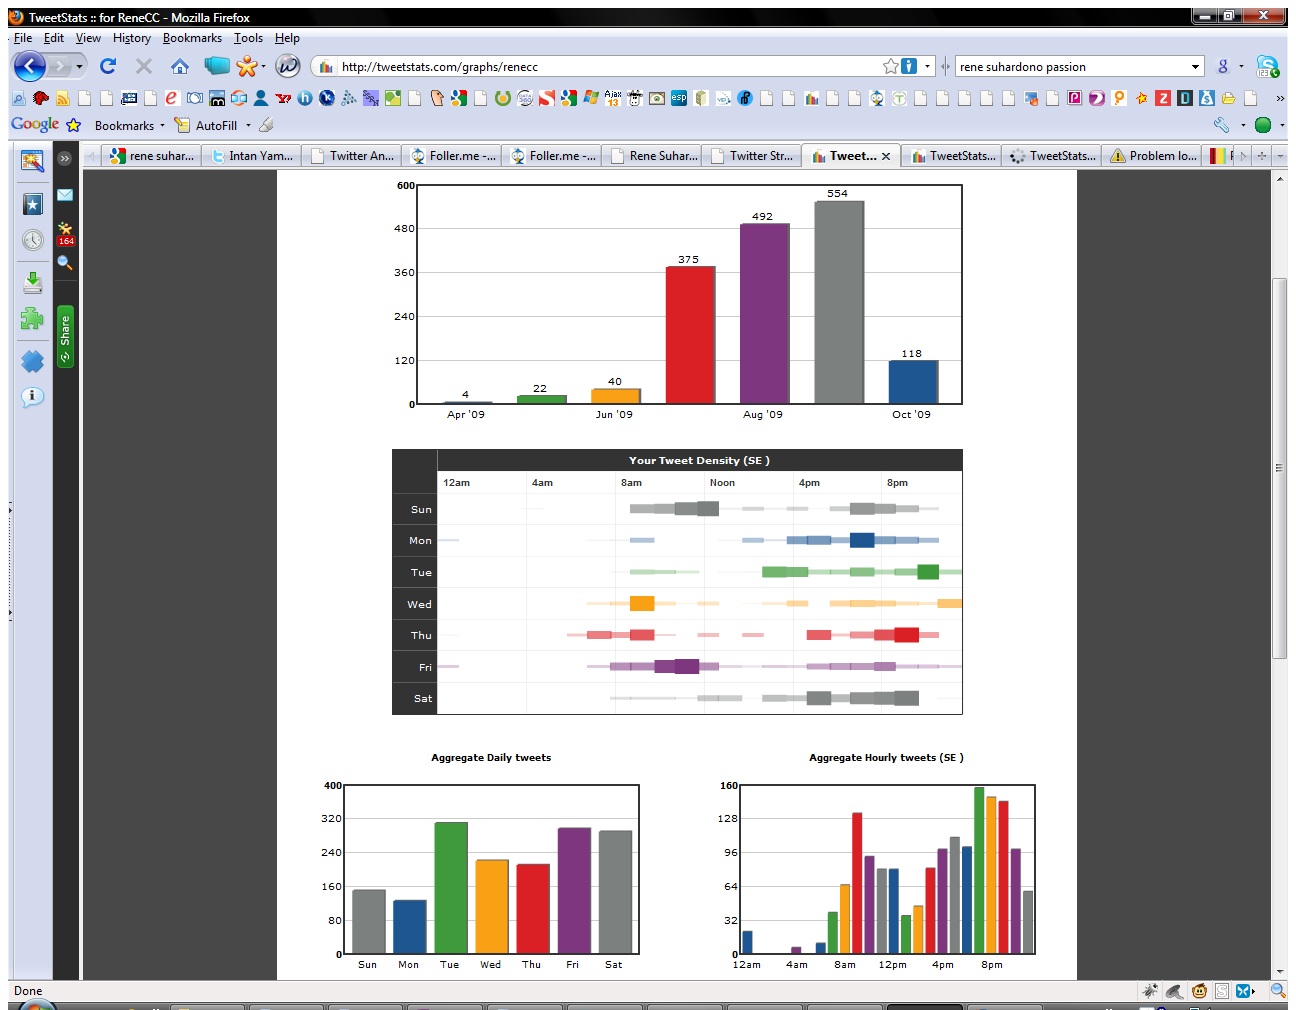 TweetStats :: for ReneCC - Mozilla Firefox
File Edit View History Bookmarks Tools Help
http://tweetstats.com/graphs/renecc
rene suhardono passion
Google Bookmarks AutoFill
rene suhar... Intan Yam... Twitter An... Foller.me -... Foller.me -... Rene Suhar... Twitter Str... Tweet... TweetStats... TweetStats... Problem lo...
164
Share
600
480
360
240
120
0
4 22 40 375 492 554 118
Apr '09 Jun '09 Aug '09 Oct '09
Your Tweet Density (SE )
12am 4am 8am Noon 4pm 8pm
Sun
Mon
Tue
Wed
Thu
Fri
Sat
Aggregate Daily tweets
400
320
240
160
80
0
Sun Mon Tue Wed Thu Fri Sat
Aggregate Hourly tweets (SE )
160
128
96
64
32
0
12am 4am 8am 12pm 4pm 8pm
Done